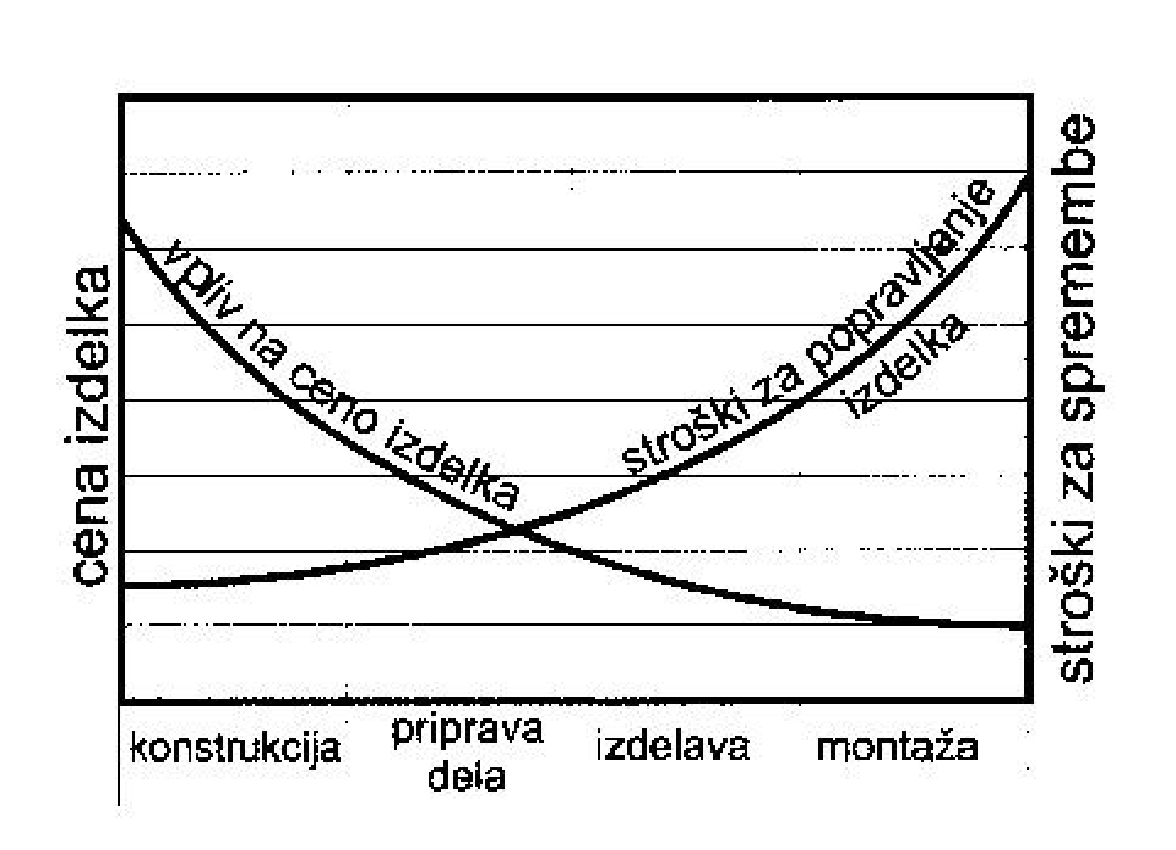 cena izdelka
vpliv na ceno izdelka
stroški za popravljanje
izdelka
stroški za spremembe
konstrukcija
priprava
dela
izdelava
montaža